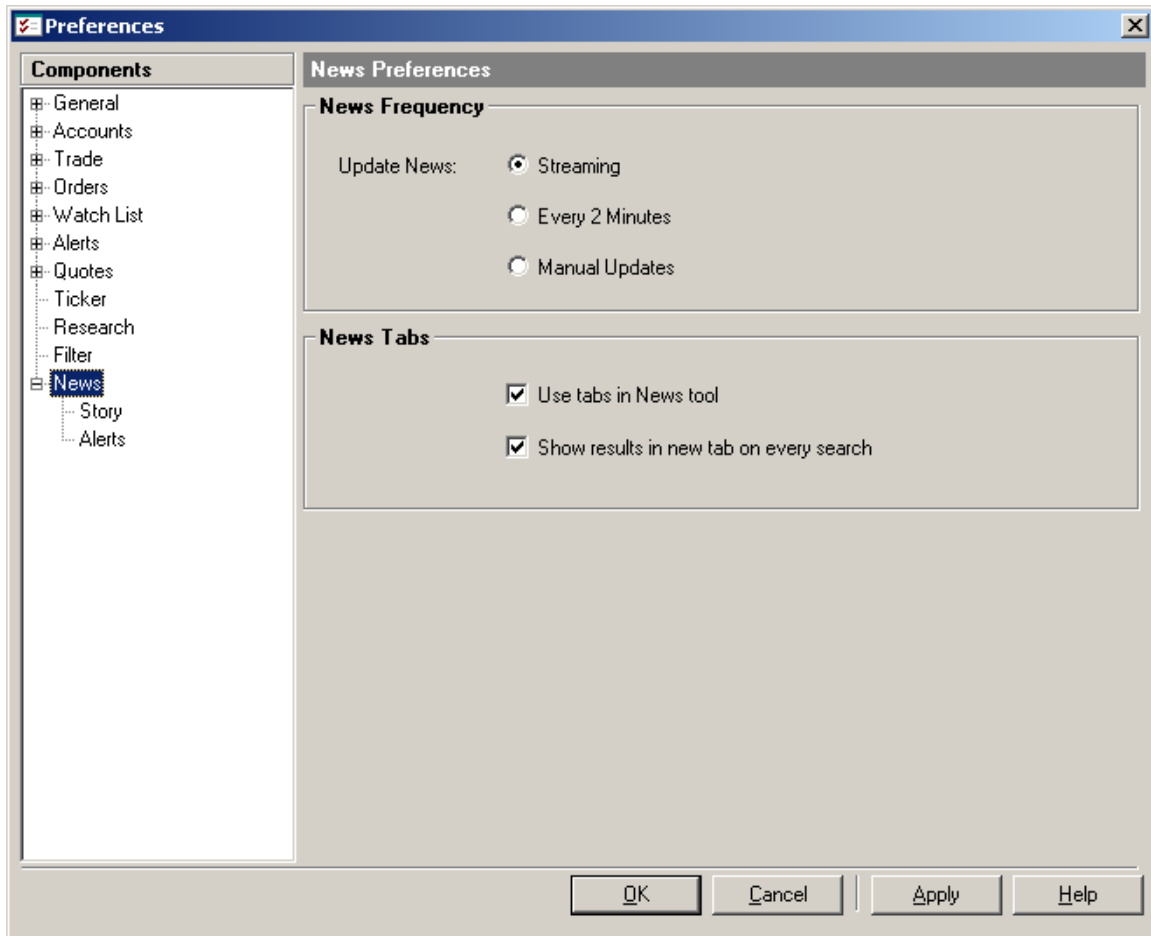 Preferences
Components
General
Accounts
Trade
Orders
Watch List
Alerts
Quotes
Ticker
Research
Filter
News
Story
Alerts
News Preferences
News Frequency
Update News:
Streaming
Every 2 Minutes
Manual Updates
News Tabs
Use tabs in News tool
Show results in new tab on every search
OK
Cancel
Apply
Help